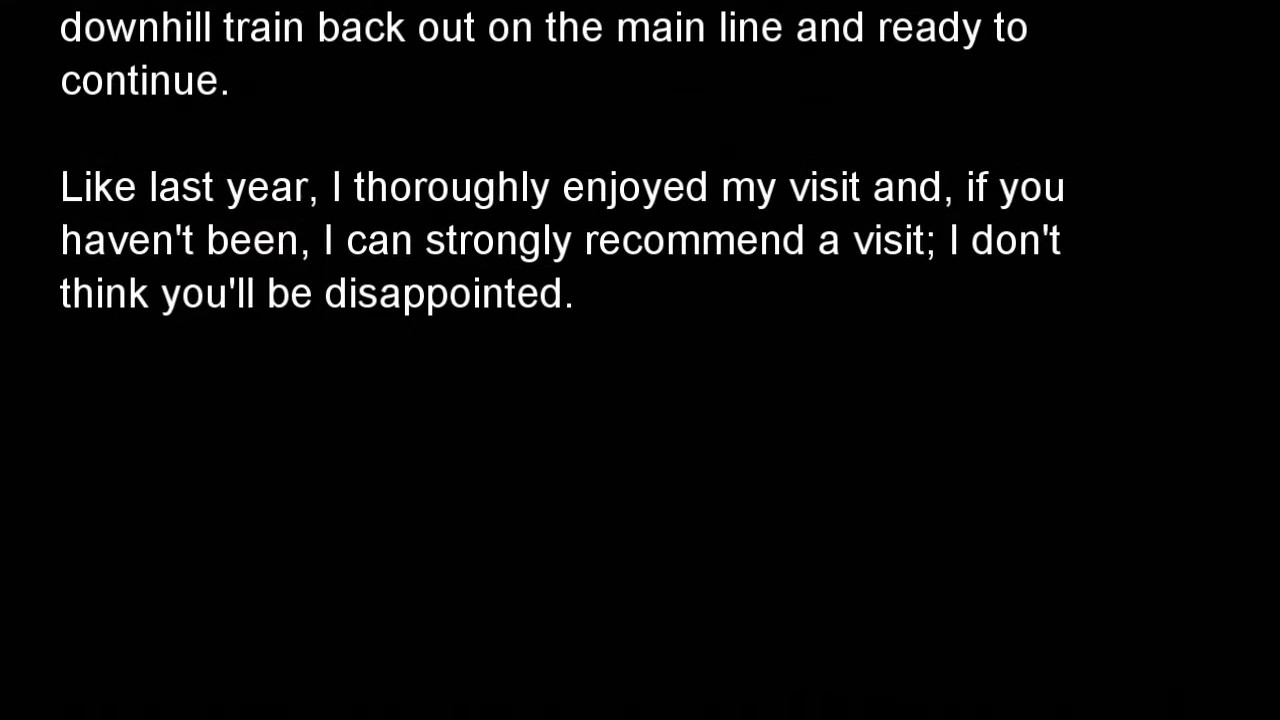 downhill train back out on the main line and ready to
continue.
Like last year, I thoroughly enjoyed my visit and, if you
haven't been, I can strongly recommend a visit; I don't
think you'll be disappointed.